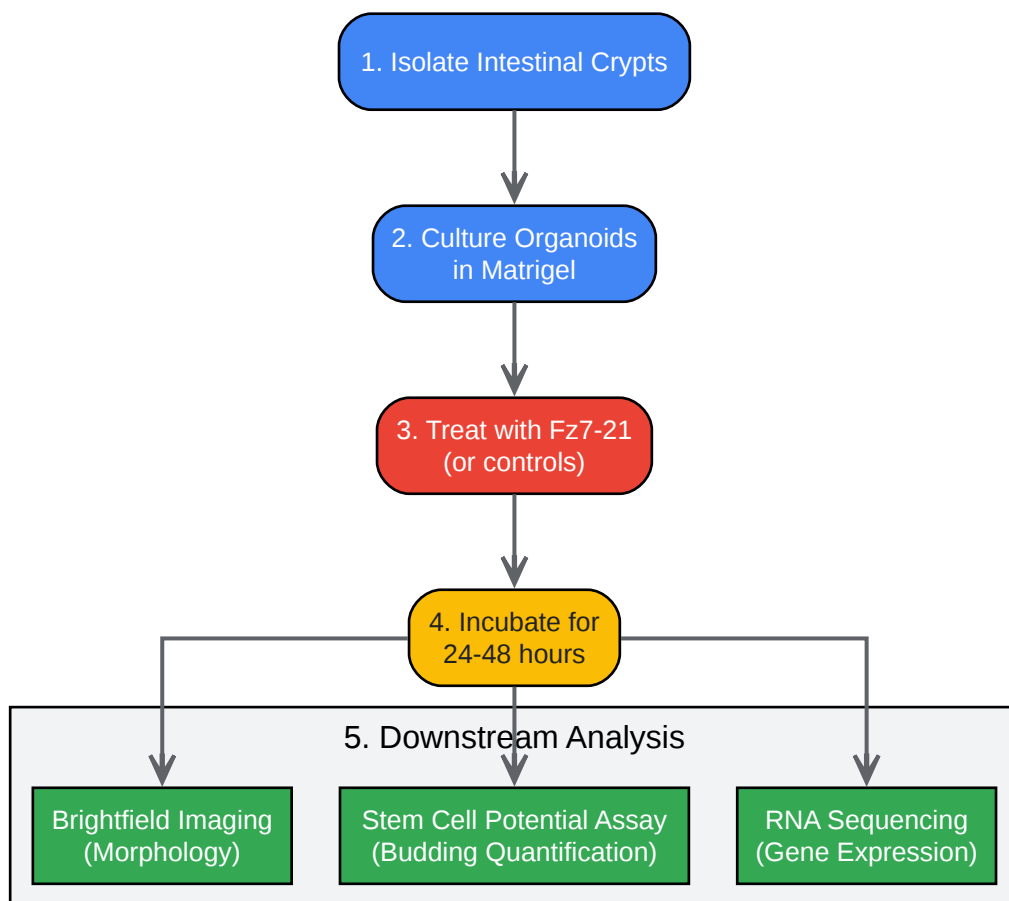 1. Isolate Intestinal Crypts
2. Culture Organoids
in Matrigel
3. Treat with Fz7-21
(or controls)
4. Incubate for
24-48 hours
5. Downstream Analysis
Brightfield Imaging
(Morphology)
Stem Cell Potential Assay
(Budding Quantification)
RNA Sequencing
(Gene Expression)